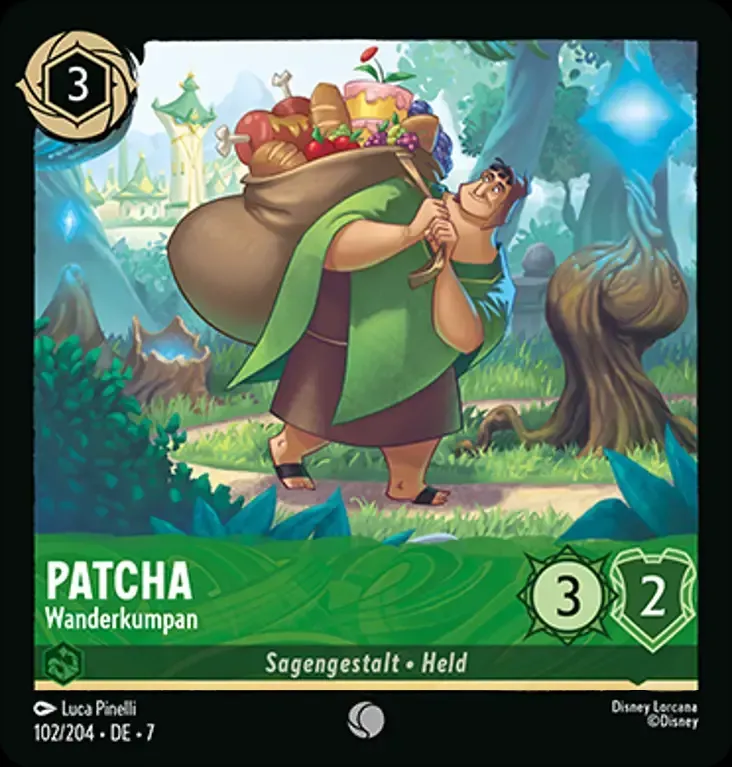 3
PATCHA
Wanderkumpan
3
2
Sagengestalt • Held
Luca Pinelli
Disney Lorcana
102/204 • DE • 7
©Disney